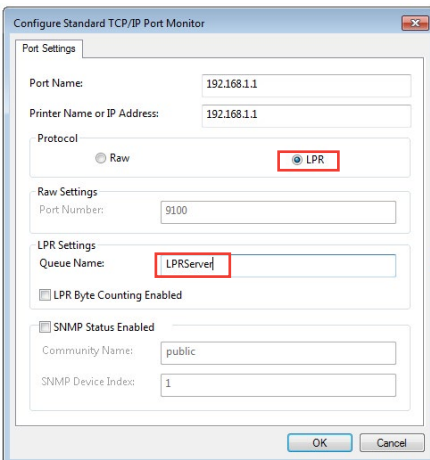 Configure Standard TCP/IP Port Monitor
Port Settings
Port Name: 192.168.1.1
Printer Name or IP Address: 192.168.1.1
Protocol
Raw LPR
Raw Settings
Port Number: 9100
LPR Settings
Queue Name: LPRServer
LPR Byte Counting Enabled
SNMP Status Enabled
Community Name: public
SNMP Device Index: 1
OK Cancel